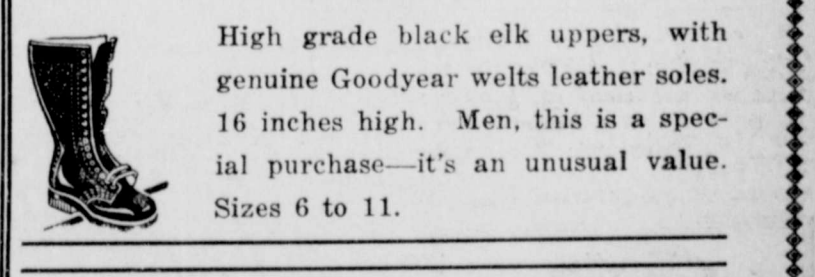 High grade black elk uppers, with
genuine Goodyear welts leather soles.
16 inches high. Men, this is a spec-
ial purchase—it's an unusual value.
Sizes 6 to 11.